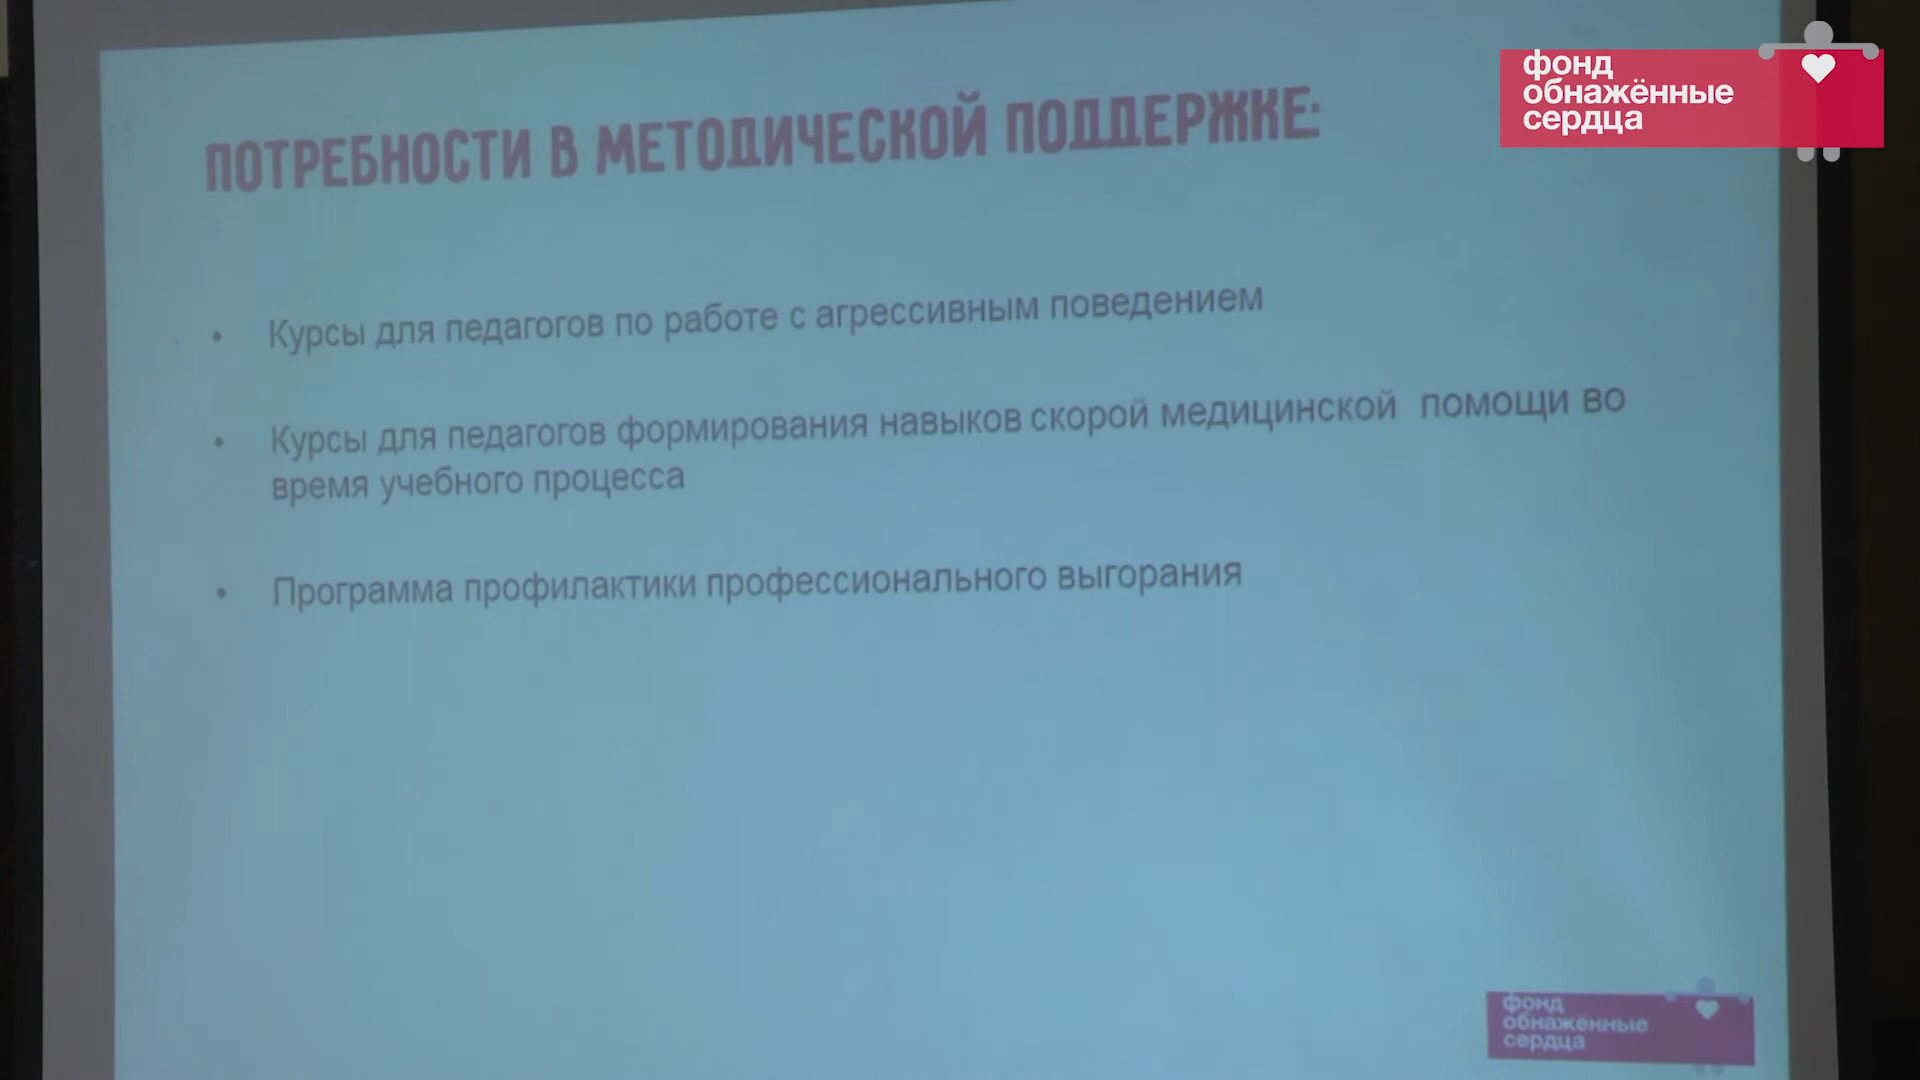 фонд
обнажённые
сердца
ПОТРЕБНОСТИ В МЕТОДИЧЕСКОЙ ПОДДЕРЖКЕ:
• Курсы для педагогов по работе с агрессивным поведением
• Курсы для педагогов формирования навыков скорой медицинской помощи во
время учебного процесса
• Программа профилактики профессионального выгорания
фонд
обнажённые
сердца